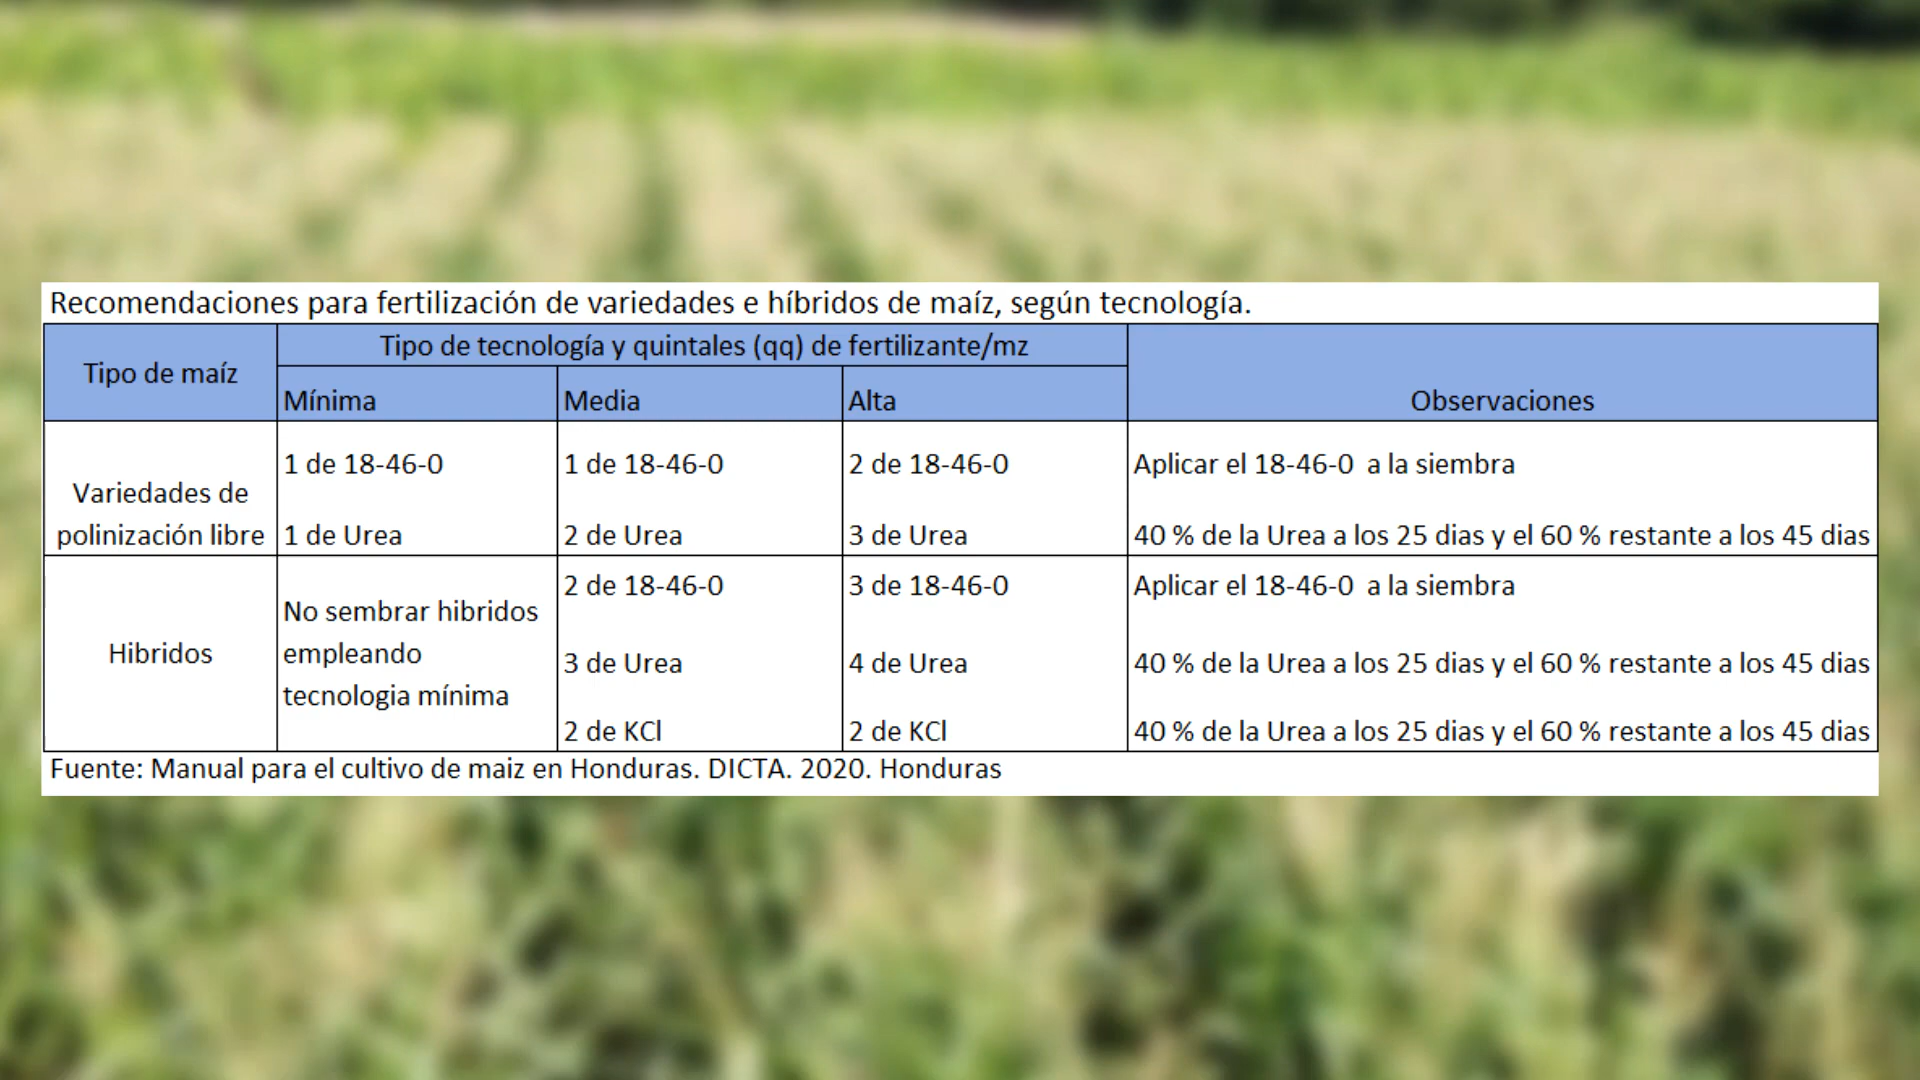 Recomendaciones para fertilización de variedades e híbridos de maíz, según tecnología.
Tipo de maíz
Tipo de tecnología y quintales (qq) de fertilizante/mz
Observaciones
Mínima
Media
Alta
Variedades de
polinización libre
1 de 18-46-0
1 de 18-46-0
2 de 18-46-0
Aplicar el 18-46-0 a la siembra
1 de Urea
2 de Urea
3 de Urea
40 % de la Urea a los 25 dias y el 60 % restante a los 45 dias
Hibridos
No sembrar hibridos
empleando
tecnologia mínima
2 de 18-46-0
3 de 18-46-0
Aplicar el 18-46-0 a la siembra
3 de Urea
4 de Urea
40 % de la Urea a los 25 dias y el 60 % restante a los 45 dias
2 de KCl
2 de KCl
40 % de la Urea a los 25 dias y el 60 % restante a los 45 dias
Fuente: Manual para el cultivo de maiz en Honduras. DICTA. 2020. Honduras